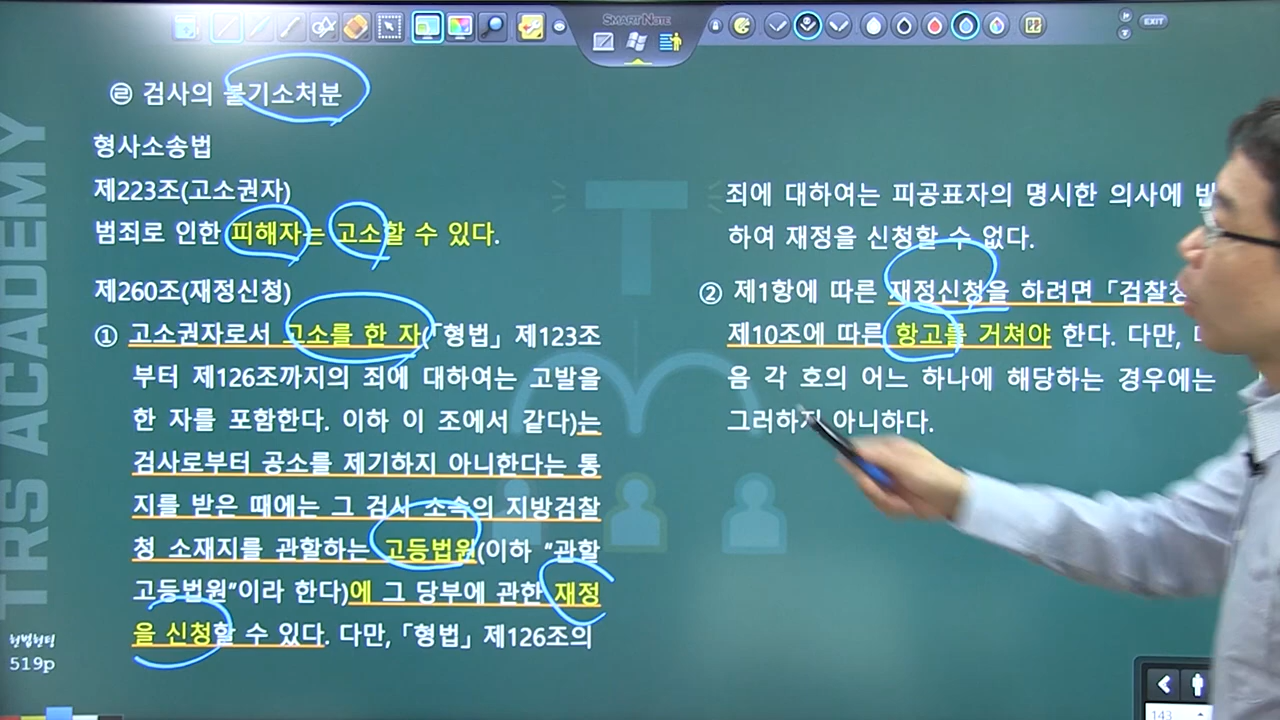 SMART NOTE
EXIT
㉣ 검사의 불기소처분
형사소송법
제223조(고소권자)
범죄로 인한 피해자는 고소할 수 있다.
제260조(재정신청)
① 고소권자로서 고소를 한 자(「형법」 제123조
부터 제126조까지의 죄에 대하여는 고발을
한 자를 포함한다. 이하 이 조에서 같다)는
검사로부터 공소를 제기하지 아니한다는 통
지를 받은 때에는 그 검사 소속의 지방검찰
청 소재지를 관할하는 고등법원(이하 "관할
고등법원"이라 한다)에 그 당부에 관한 재정
을 신청할 수 있다. 다만, 「형법」 제126조의
죄에 대하여는 피공표자의 명시한 의사에
하여 재정을 신청할 수 없다.
② 제1항에 따른 재정신청을 하려면 「검찰청
제10조에 따른 항고를 거쳐야 한다. 다만,
음 각 호의 어느 하나에 해당하는 경우에는
그러하지 아니하다.
TRS ACADEMY
형법형텀
519p
143